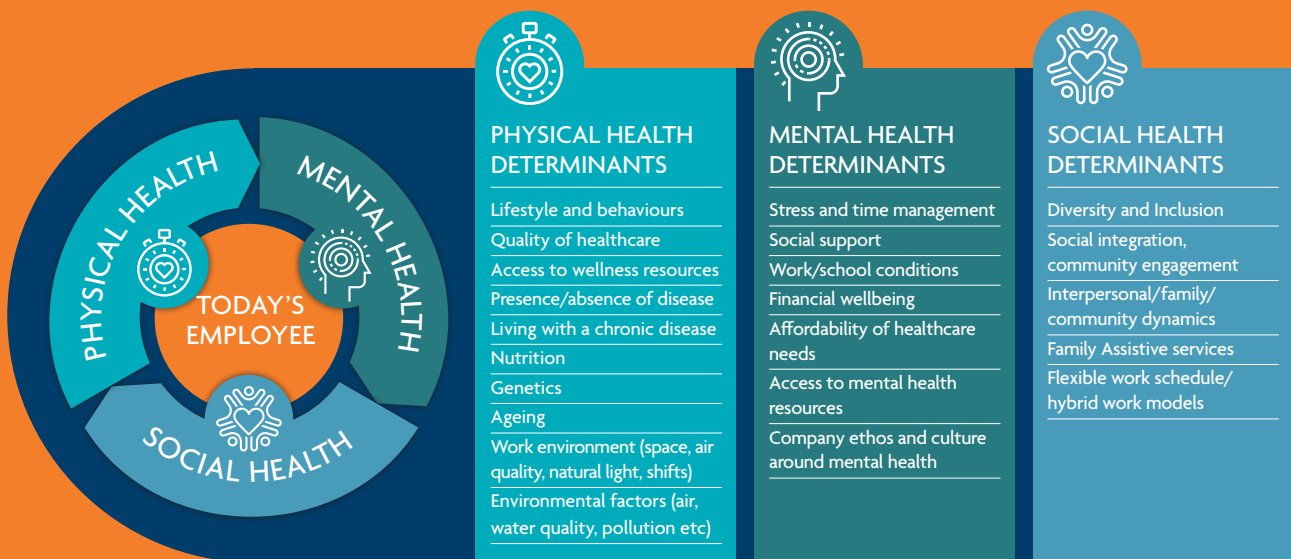 PHYSICAL HEALTH
MENTAL HEALTH
SOCIAL HEALTH
TODAY'S
EMPLOYEE
PHYSICAL HEALTH
DETERMINANTS
Lifestyle and behaviours
Quality of healthcare
Access to wellness resources
Presence/absence of disease
Living with a chronic disease
Nutrition
Genetics
Ageing
Work environment (space, air
quality, natural light, shifts)
Environmental factors (air,
water quality, pollution etc)
MENTAL HEALTH
DETERMINANTS
Stress and time management
Social support
Work/school conditions
Financial wellbeing
Affordability of healthcare
needs
Access to mental health
resources
Company ethos and culture
around mental health
SOCIAL HEALTH
DETERMINANTS
Diversity and Inclusion
Social integration,
community engagement
Interpersonal/family/
community dynamics
Family Assistive services
Flexible work schedule/
hybrid work models